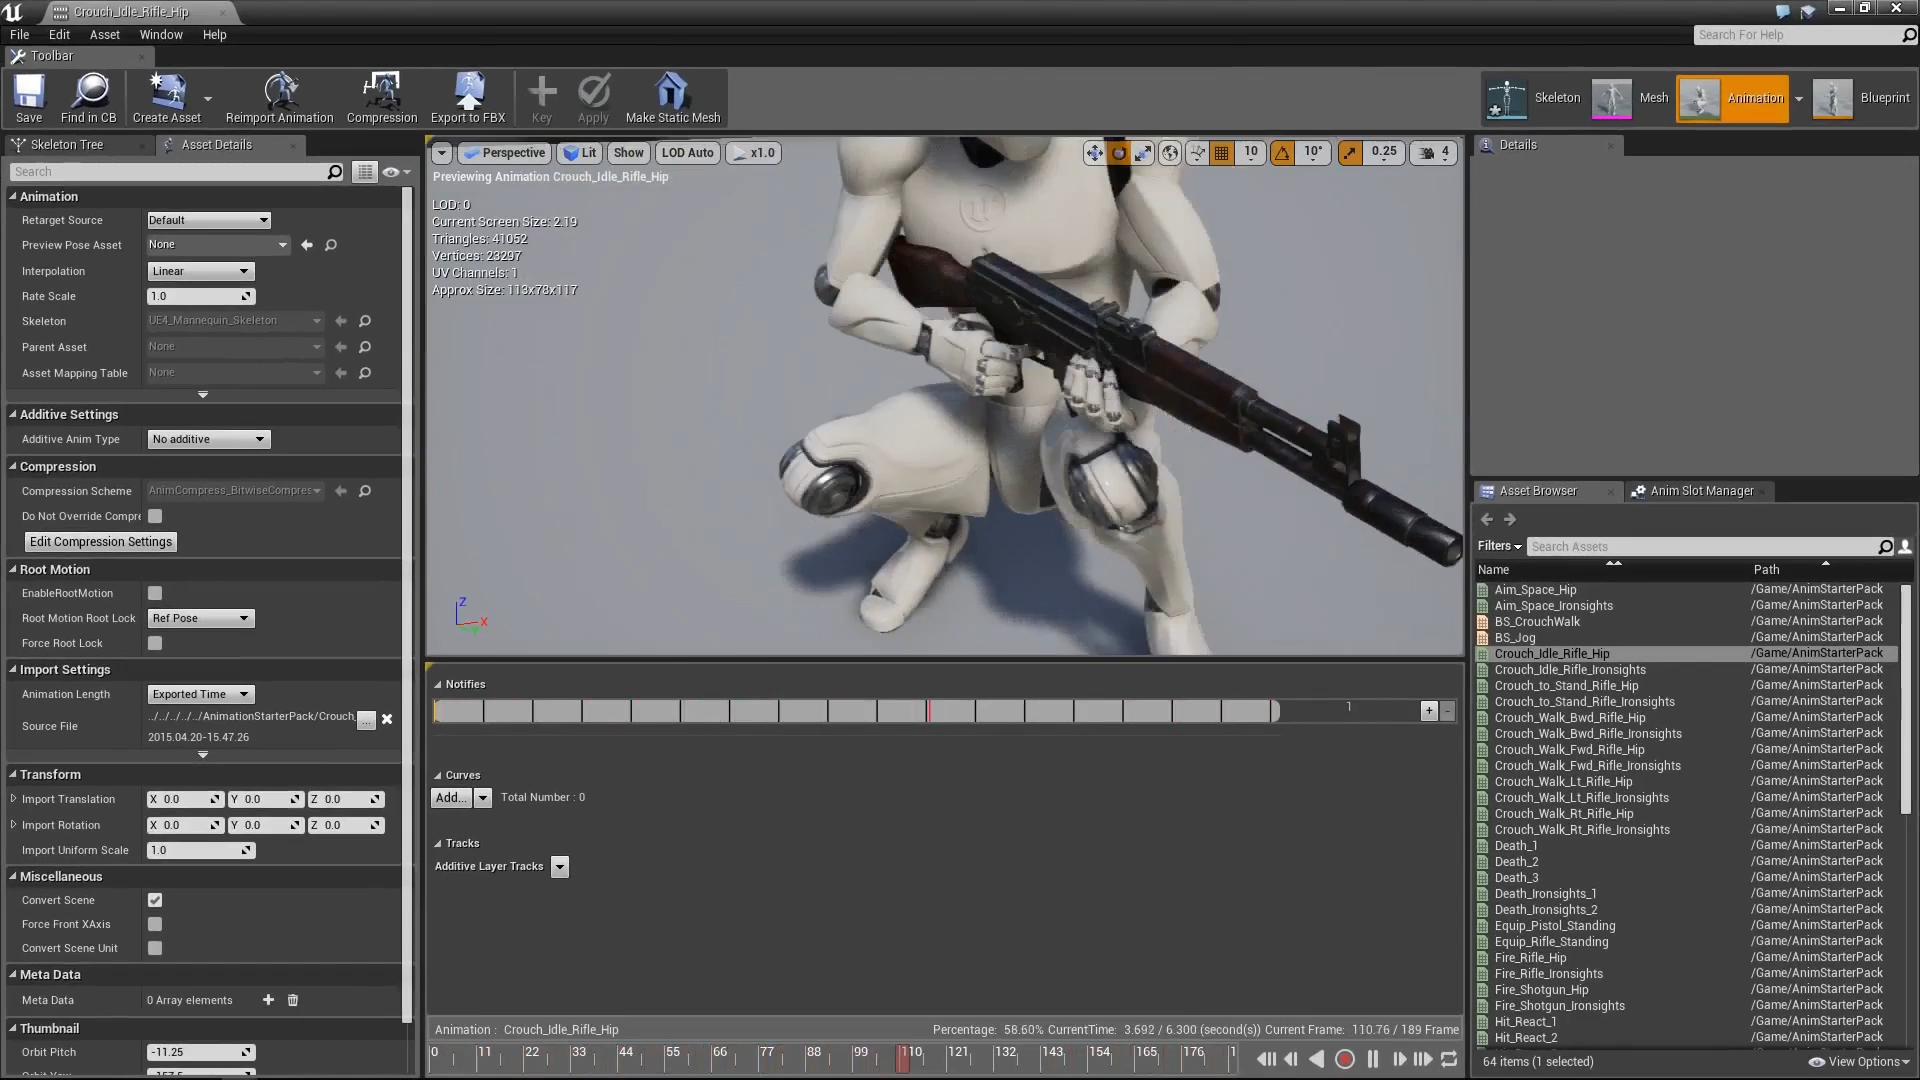 Crouch_Idle_Rifle_Hip
File Edit Asset Window Help
Search For Help
Toolbar
Save Find in CB Create Asset Reimport Animation Compression Export to FBX Key Apply Make Static Mesh
Skeleton Mesh Animation Blueprint
Skeleton Tree Asset Details
Search
Animation
Retarget Source Default
Preview Pose Asset None
Interpolation Linear
Rate Scale 1.0
Skeleton UE4_Mannequin_Skeleton
Parent Asset None
Asset Mapping Table None
Additive Settings
Additive Anim Type No additive
Compression
Compression Scheme AnimCompress_BitwiseCompres
Do Not Override Compre
Edit Compression Settings
Root Motion
EnableRootMotion
Root Motion Root Lock Ref Pose
Force Root Lock
Import Settings
Animation Length Exported Time
Source File ../../../../../AnimationStarterPack/Crouch_ ...
2015.04.20-15.47.26
Transform
Import Translation X 0.0 Y 0.0 Z 0.0
Import Rotation X 0.0 Y 0.0 Z 0.0
Import Uniform Scale 1.0
Miscellaneous
Convert Scene
Force Front XAxis
Convert Scene Unit
Meta Data
Meta Data 0 Array elements
Thumbnail
Orbit Pitch -11.25
Perspective Lit Show LOD Auto x1.0
10 10° 0.25 4
Previewing Animation Crouch_Idle_Rifle_Hip
LOD: 0
Current Screen Size: 2.19
Triangles: 41052
Vertices: 23297
UV Channels: 1
Approx Size: 113x78x117
Z
X
Y
Notifies
1 + -
Curves
Add... Total Number : 0
Tracks
Additive Layer Tracks
Animation : Crouch_Idle_Rifle_Hip Percentage: 58.60% CurrentTime: 3.692 / 6.300 (second(s)) Current Frame: 110.76 / 189 Frame
0 11 22 33 44 55 66 77 88 99 110 121 132 143 154 165 176 1
Details
Asset Browser Anim Slot Manager
Filters Search Assets
Name Path
Aim_Space_Hip /Game/AnimStarterPack
Aim_Space_Ironsights /Game/AnimStarterPack
BS_CrouchWalk /Game/AnimStarterPack
BS_Jog /Game/AnimStarterPack
Crouch_Idle_Rifle_Hip /Game/AnimStarterPack
Crouch_Idle_Rifle_Ironsights /Game/AnimStarterPack
Crouch_to_Stand_Rifle_Hip /Game/AnimStarterPack
Crouch_to_Stand_Rifle_Ironsights /Game/AnimStarterPack
Crouch_Walk_Bwd_Rifle_Hip /Game/AnimStarterPack
Crouch_Walk_Bwd_Rifle_Ironsights /Game/AnimStarterPack
Crouch_Walk_Fwd_Rifle_Hip /Game/AnimStarterPack
Crouch_Walk_Fwd_Rifle_Ironsights /Game/AnimStarterPack
Crouch_Walk_Lt_Rifle_Hip /Game/AnimStarterPack
Crouch_Walk_Lt_Rifle_Ironsights /Game/AnimStarterPack
Crouch_Walk_Rt_Rifle_Hip /Game/AnimStarterPack
Crouch_Walk_Rt_Rifle_Ironsights /Game/AnimStarterPack
Death_1 /Game/AnimStarterPack
Death_2 /Game/AnimStarterPack
Death_3 /Game/AnimStarterPack
Death_Ironsights_1 /Game/AnimStarterPack
Death_Ironsights_2 /Game/AnimStarterPack
Equip_Pistol_Standing /Game/AnimStarterPack
Equip_Rifle_Standing /Game/AnimStarterPack
Fire_Rifle_Hip /Game/AnimStarterPack
Fire_Rifle_Ironsights /Game/AnimStarterPack
Fire_Shotgun_Hip /Game/AnimStarterPack
Fire_Shotgun_Ironsights /Game/AnimStarterPack
Hit_React_1 /Game/AnimStarterPack
Hit_React_2 /Game/AnimStarterPack
64 items (1 selected) View Options